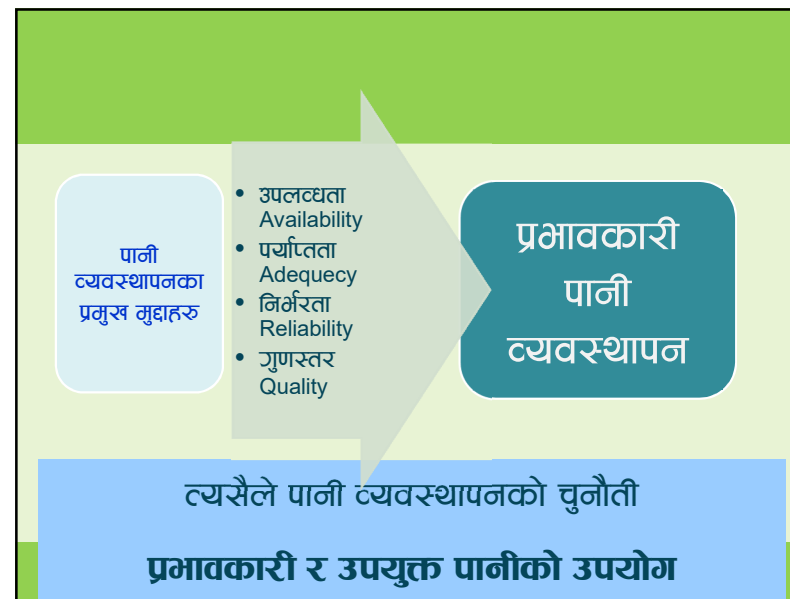 पानी
व्यवस्थापनका
प्रमुख मुद्दाहरु
• उपलव्धता
Availability
• पर्याप्तता
Adequecy
• निर्भरता
Reliability
• गुणस्तर
Quality
प्रभावकारी
पानी
व्यवस्थापन
त्यसैले पानी व्यवस्थापनको चुनौती
प्रभावकारी र उपयुक्त पानीको उपयोग